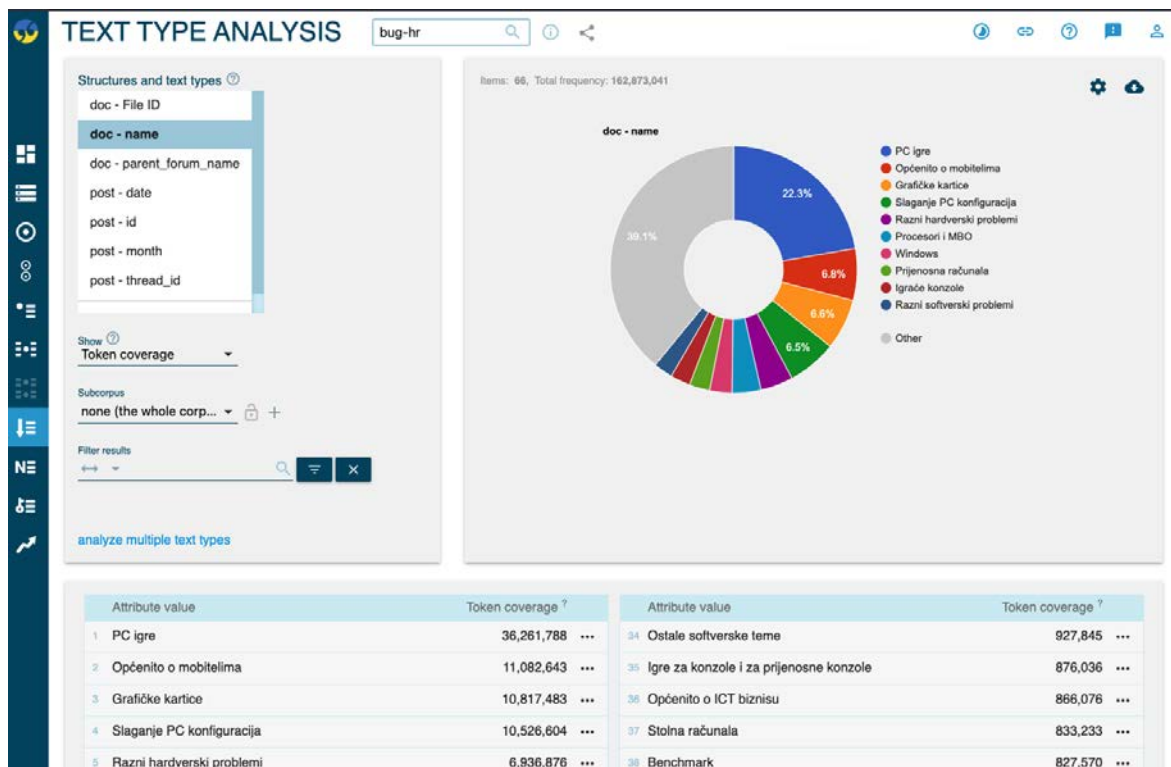 TEXT TYPE ANALYSIS
bug-hr
Structures and text types
doc - File ID
doc - name
doc - parent_forum_name
post - date
post - id
post - month
post - thread_id
Show
Token coverage
Subcorpus
none (the whole corp...
Filter results
analyze multiple text types
Items: 66, Total frequency: 162,873,041
doc - name
22.3%
6.8%
6.6%
6.5%
39.1%
PC igre
Općenito o mobitelima
Grafičke kartice
Slaganje PC konfiguracija
Razni hardverski problemi
Procesori i MBO
Windows
Prijenosna računala
Igraće konzole
Razni softverski problemi
Other
Attribute value Token coverage ?
1 PC igre 36,261,788 •••
2 Općenito o mobitelima 11,082,643 •••
3 Grafičke kartice 10,817,483 •••
4 Slaganje PC konfiguracija 10,526,604 •••
5 Razni hardverski problemi 6,936,876 •••
Attribute value Token coverage ?
34 Ostale softverske teme 927,845 •••
35 Igre za konzole i za prijenosne konzole 876,036 •••
36 Općenito o ICT biznisu 866,076 •••
37 Stolna računala 833,233 •••
38 Benchmark 827,570 •••